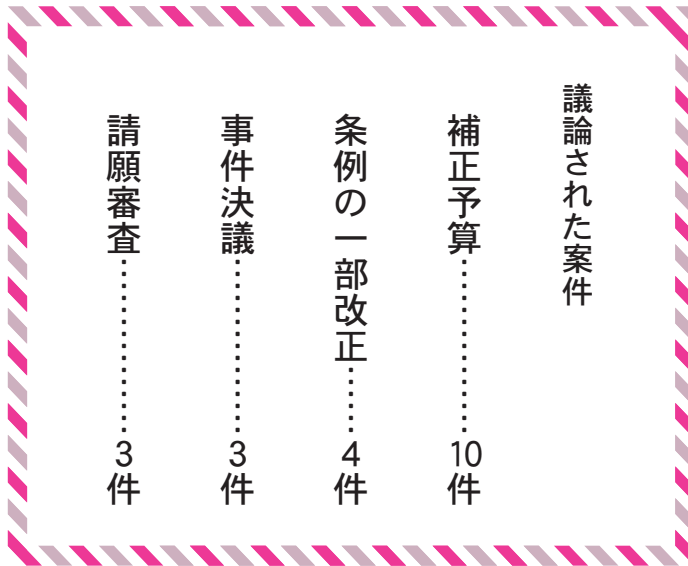 議論された案件
補正予算………………10件
条例の一部改正……4件
事件決議………………3件
請願審査………………3件